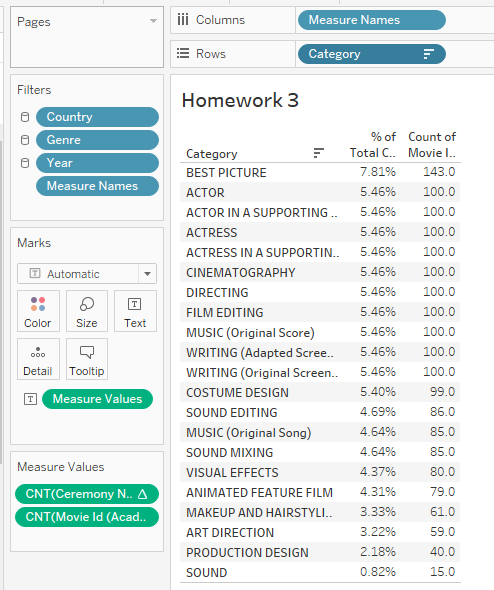 Pages
Columns
Measure Names
Rows
Category
Filters
Country
Genre
Year
Measure Names
Marks
T Automatic
Color
Size
T
Text
Detail
Tooltip
T Measure Values
Measure Values
CNT(Ceremony N.. Δ
CNT(Movie Id (Acad..
Homework 3
% of Count of
Category Total C.. Movie I..
BEST PICTURE 7.81% 143.0
ACTOR 5.46% 100.0
ACTOR IN A SUPPORTING .. 5.46% 100.0
ACTRESS 5.46% 100.0
ACTRESS IN A SUPPORTIN.. 5.46% 100.0
CINEMATOGRAPHY 5.46% 100.0
DIRECTING 5.46% 100.0
FILM EDITING 5.46% 100.0
MUSIC (Original Score) 5.46% 100.0
WRITING (Adapted Scree.. 5.46% 100.0
WRITING (Original Screen.. 5.46% 100.0
COSTUME DESIGN 5.40% 99.0
SOUND EDITING 4.69% 86.0
MUSIC (Original Song) 4.64% 85.0
SOUND MIXING 4.64% 85.0
VISUAL EFFECTS 4.37% 80.0
ANIMATED FEATURE FILM 4.31% 79.0
MAKEUP AND HAIRSTYLI.. 3.33% 61.0
ART DIRECTION 3.22% 59.0
PRODUCTION DESIGN 2.18% 40.0
SOUND 0.82% 15.0